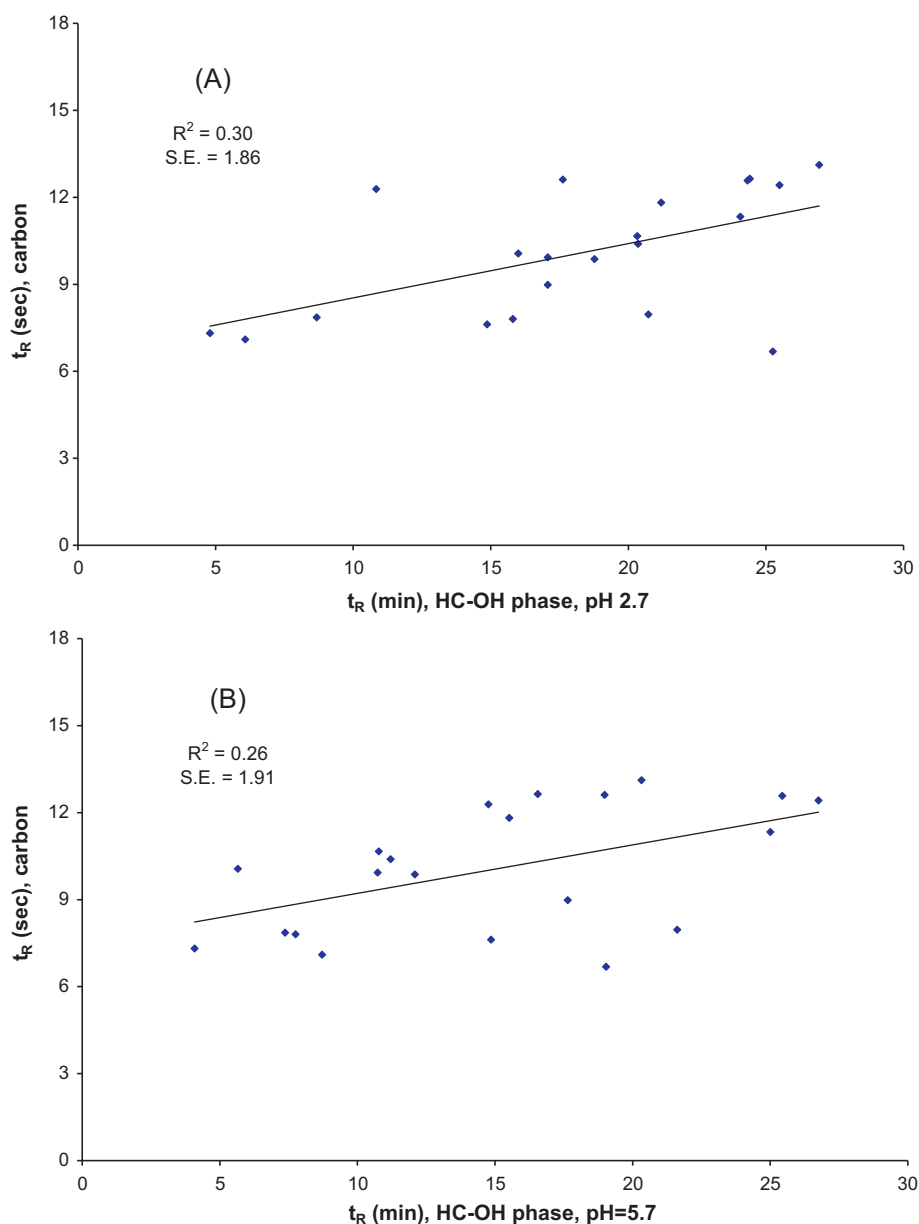 18
15
12
9
6
3
0
t_R (sec), carbon
(A)
R² = 0.30
S.E. = 1.86
0 5 10 15 20 25 30
t_R (min), HC-OH phase, pH 2.7
18
15
12
9
6
3
0
t_R (sec), carbon
(B)
R² = 0.26
S.E. = 1.91
0 5 10 15 20 25 30
t_R (min), HC-OH phase, pH=5.7